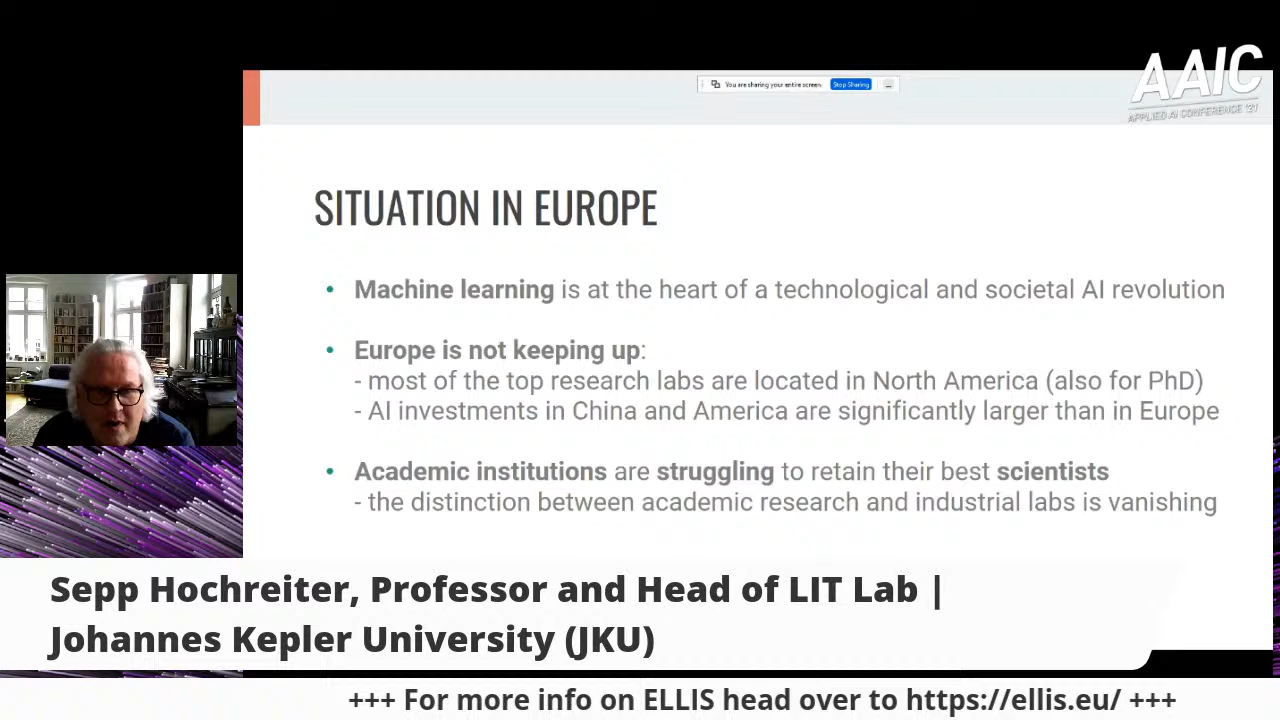 AAIC
APPLIED AI CONFERENCE '21
You are sharing your entire screen. Stop Sharing
SITUATION IN EUROPE
• Machine learning is at the heart of a technological and societal AI revolution
• Europe is not keeping up:
- most of the top research labs are located in North America (also for PhD)
- AI investments in China and America are significantly larger than in Europe
• Academic institutions are struggling to retain their best scientists
- the distinction between academic research and industrial labs is vanishing
Sepp Hochreiter, Professor and Head of LIT Lab |
Johannes Kepler University (JKU)
+++ For more info on ELLIS head over to https://ellis.eu/ +++